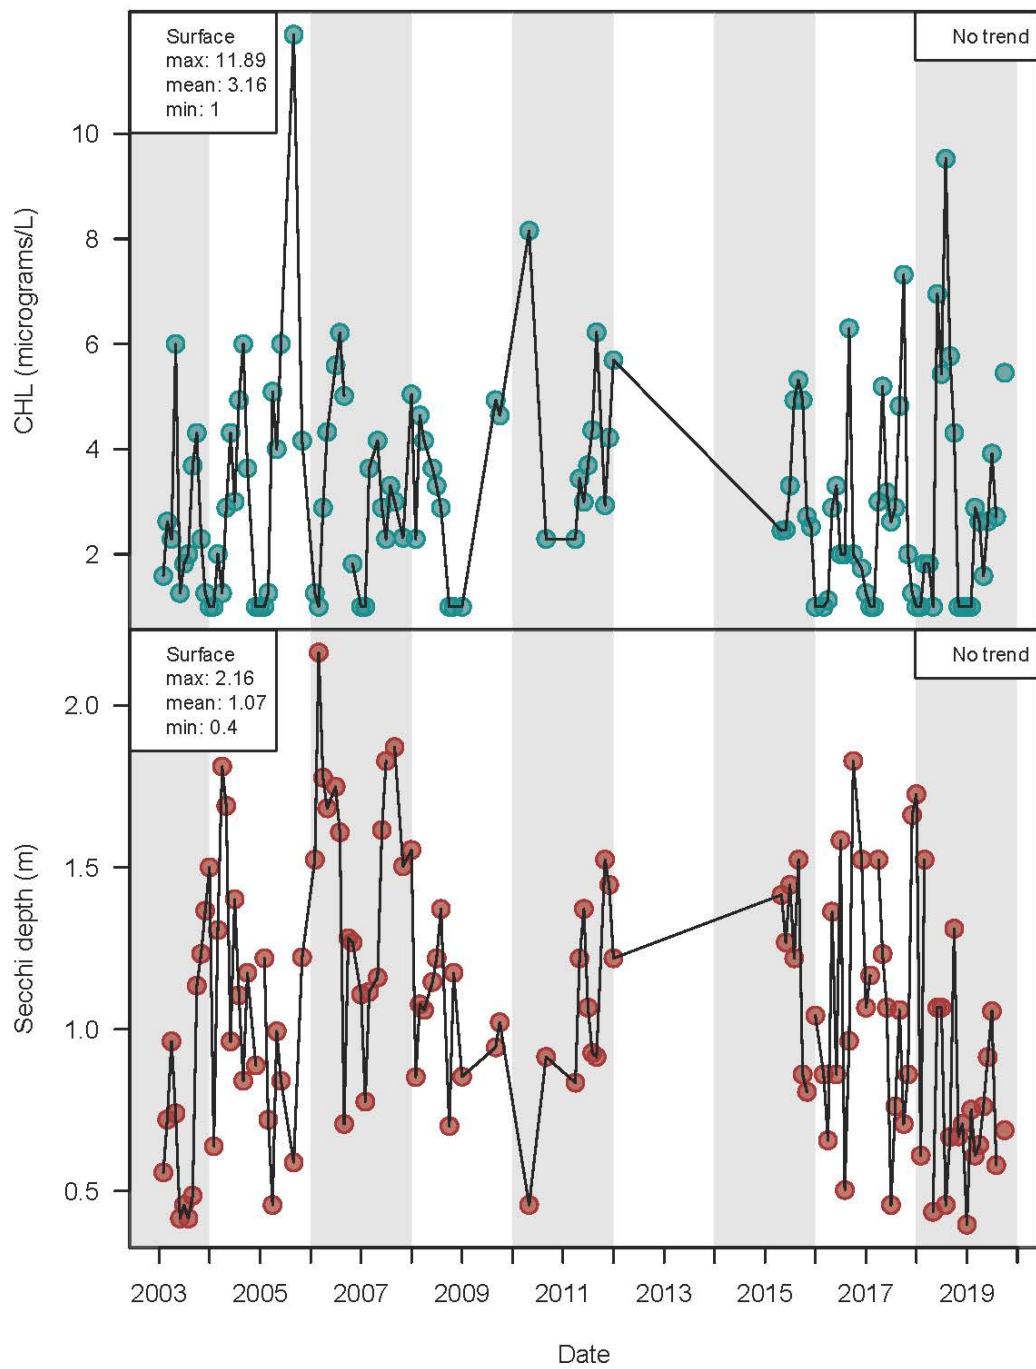 Surface
max: 11.89
mean: 3.16
min: 1
No trend
10
8
6
4
2
CHL (micrograms/L)
Surface
max: 2.16
mean: 1.07
min: 0.4
No trend
2.0
1.5
1.0
0.5
Secchi depth (m)
2003 2005 2007 2009 2011 2013 2015 2017 2019
Date